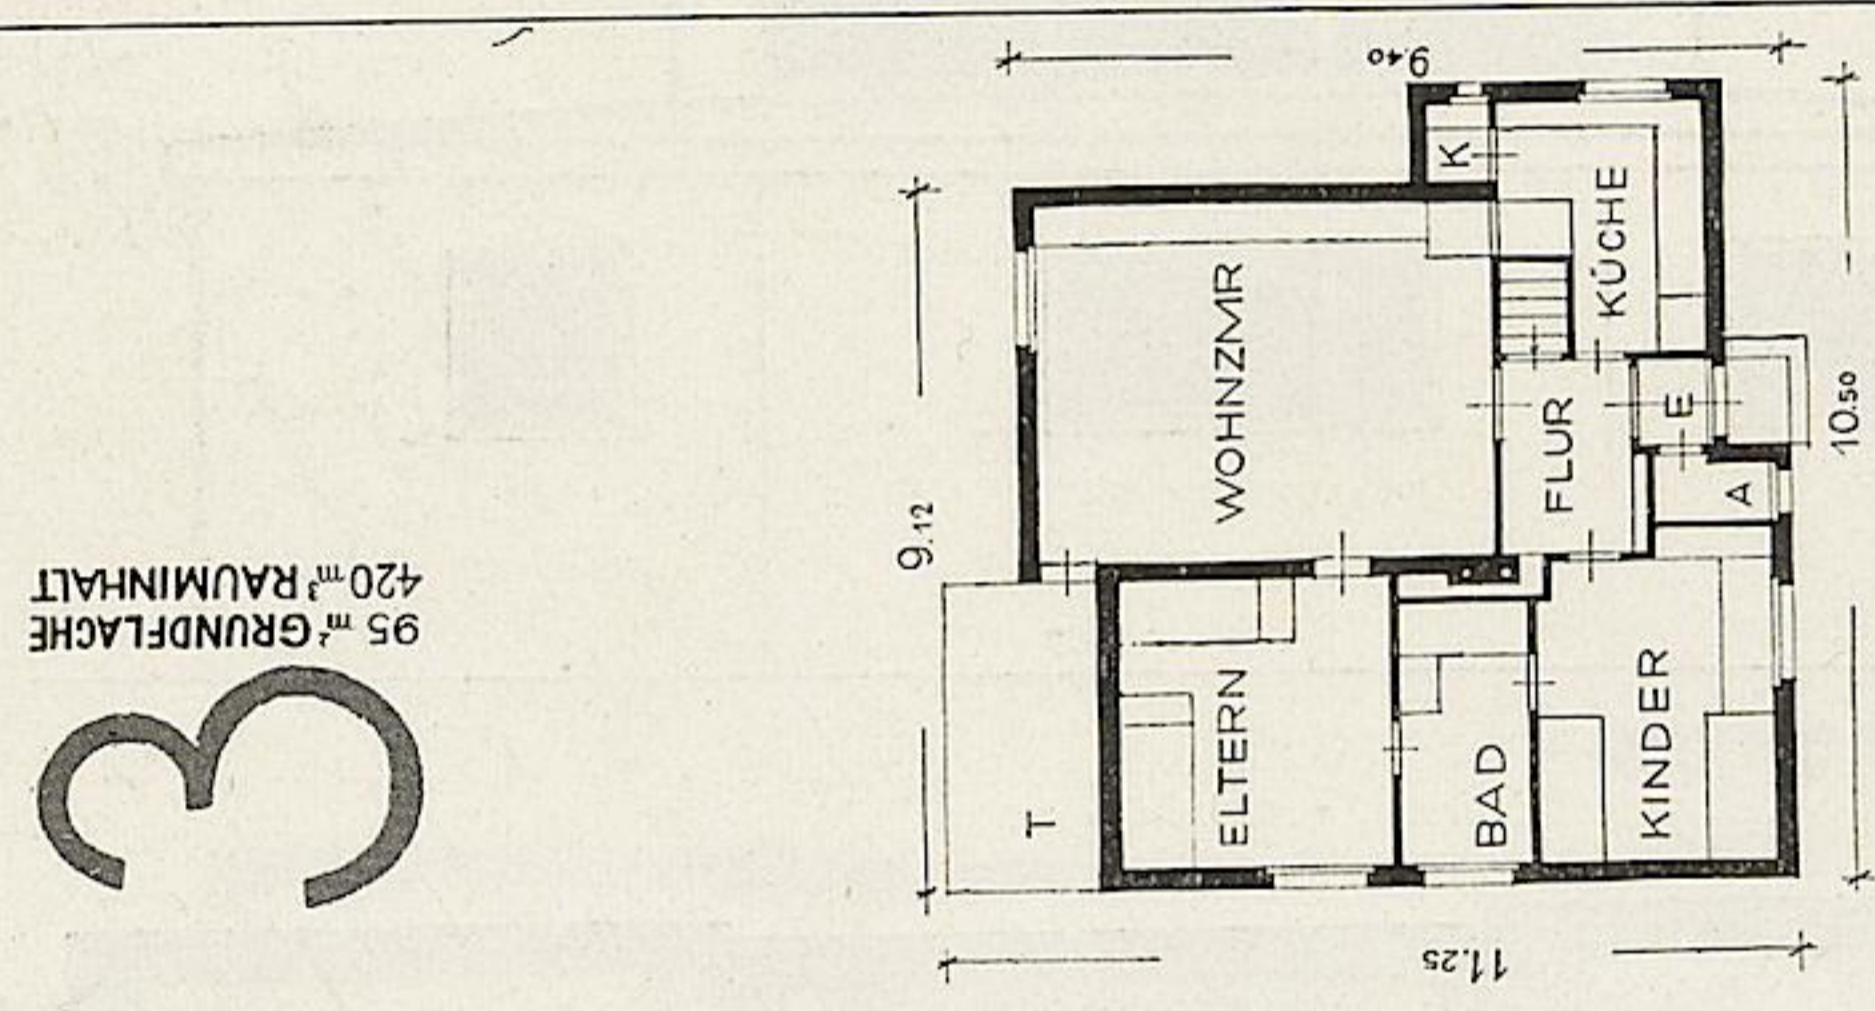 3
95 m² GRUNDFLACHE
420 m³ RAUMINHALT
9.40
K
KÜCHE
WOHNZMR
FLUR
E
A
10.50
9.12
T
ELTERN
BAD
KINDER
11.25